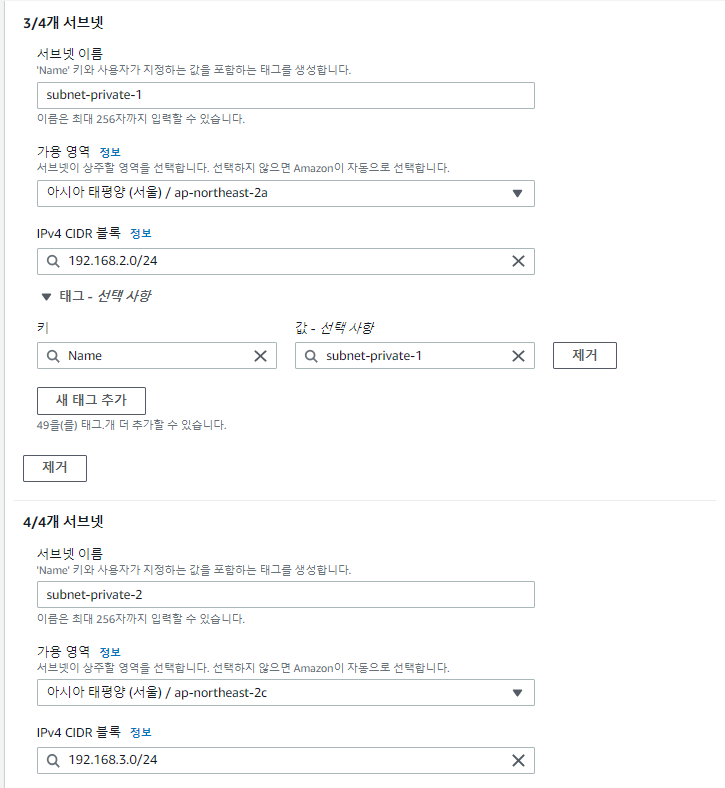 3/4개 서브넷
서브넷 이름
'Name' 키와 사용자가 지정하는 값을 포함하는 태그를 생성합니다.
subnet-private-1
이름은 최대 256자까지 입력할 수 있습니다.
가용 영역 정보
서브넷이 상주할 영역을 선택합니다. 선택하지 않으면 Amazon이 자동으로 선택합니다.
아시아 태평양 (서울) / ap-northeast-2a
IPv4 CIDR 블록 정보
192.168.2.0/24
태그 - 선택 사항
키 값 - 선택 사항
Name subnet-private-1 제거
새 태그 추가
49을(를) 태그.개 더 추가할 수 있습니다.
제거
4/4개 서브넷
서브넷 이름
'Name' 키와 사용자가 지정하는 값을 포함하는 태그를 생성합니다.
subnet-private-2
이름은 최대 256자까지 입력할 수 있습니다.
가용 영역 정보
서브넷이 상주할 영역을 선택합니다. 선택하지 않으면 Amazon이 자동으로 선택합니다.
아시아 태평양 (서울) / ap-northeast-2c
IPv4 CIDR 블록 정보
192.168.3.0/24